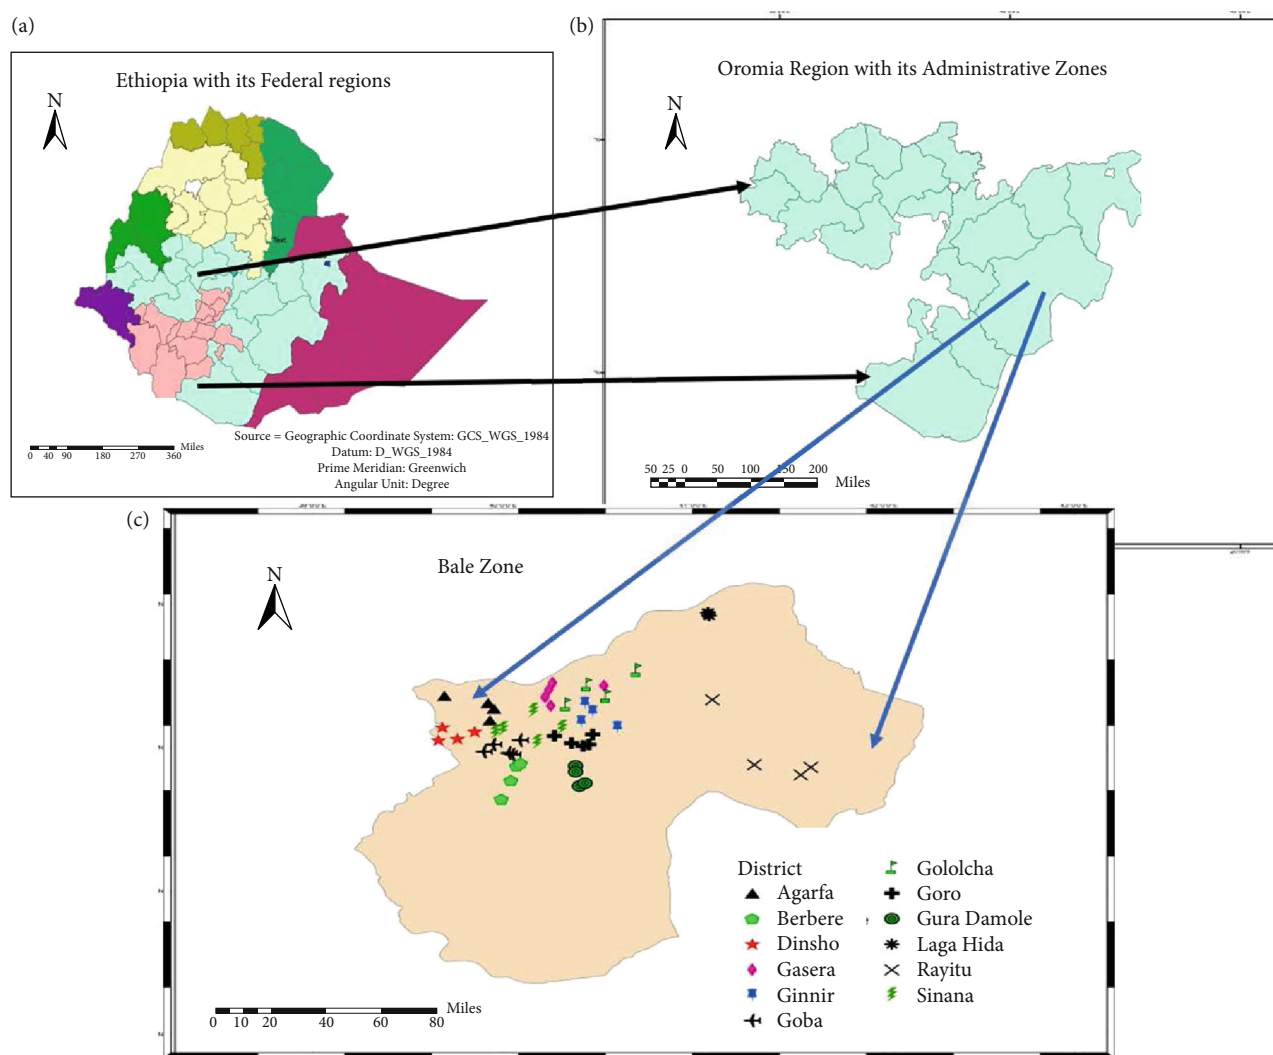 (a)
Ethiopia with its Federal regions
N
Text
Source = Geographic Coordinate System: GCS_WGS_1984
Datum: D_WGS_1984
Prime Meridian: Greenwich
Angular Unit: Degree
Miles
0 40 90 180 270 360
(b)
Oromia Region with its Administrative Zones
N
50 25 0 50 100 150 200
Miles
(c)
Bale Zone
N
District
Agarfa
Berbere
Dinsho
Gasera
Ginnir
Goba
Gololcha
Goro
Gura Damole
Laga Hida
Rayitu
Sinana
Miles
0 10 20 40 60 80